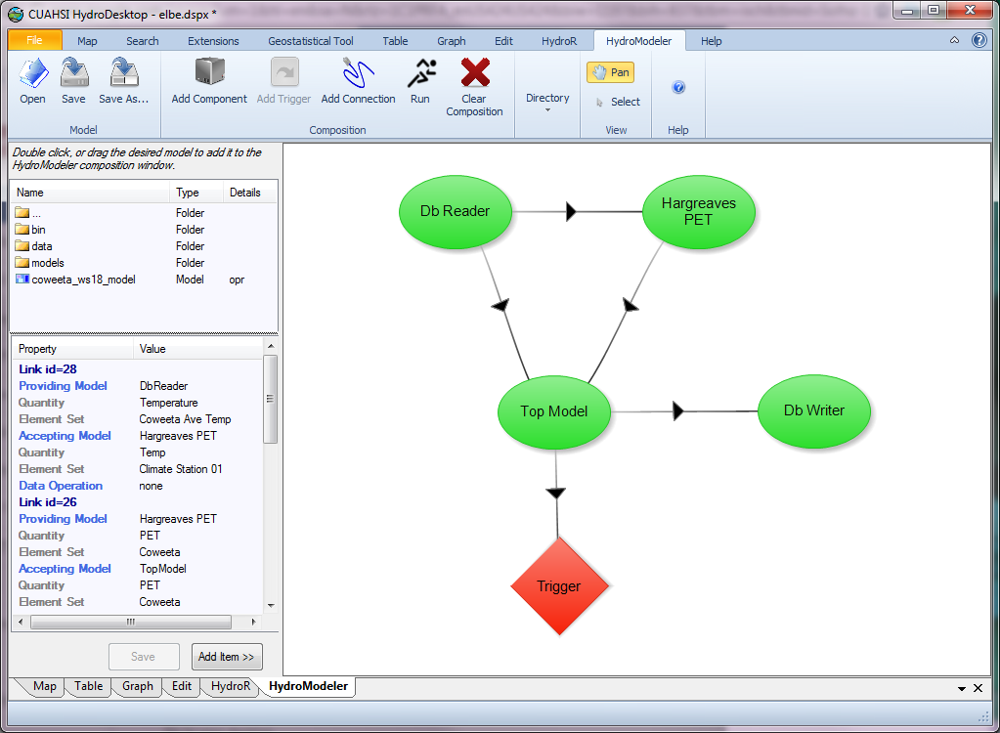 CUAHSI HydroDesktop - elbe.dspx *
File Map Search Extensions Geostatistical Tool Table Graph Edit HydroR HydroModeler Help
Open Save Save As... Add Component Add Trigger Add Connection Run Clear Composition Directory Pan Select
Model Composition View Help
Double click, or drag the desired model to add it to the
HydroModeler composition window.
Name Type Details
... Folder
bin Folder
data Folder
models Folder
coweeta_ws18_model Model opr
Property Value
Link id=28
Providing Model DbReader
Quantity Temperature
Element Set Coweeta Ave Temp
Accepting Model Hargreaves PET
Quantity Temp
Element Set Climate Station 01
Data Operation none
Link id=26
Providing Model Hargreaves PET
Quantity PET
Element Set Coweeta
Accepting Model TopModel
Quantity PET
Element Set Coweeta
Save Add Item >>
Db Reader
Hargreaves
PET
Top Model
Db Writer
Trigger
Map Table Graph Edit HydroR HydroModeler